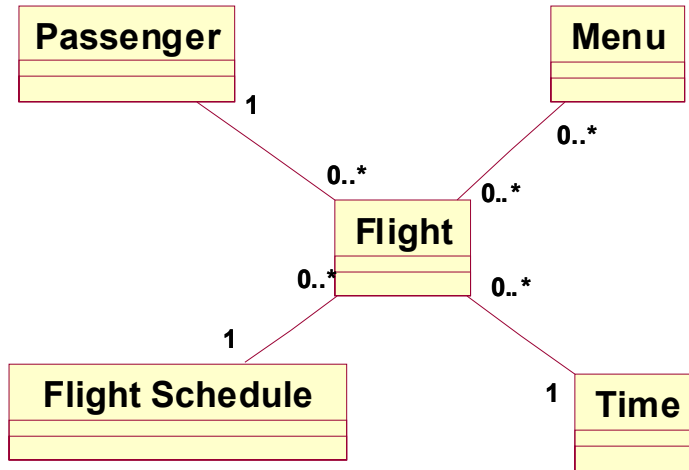 Passenger
Menu
1
0..*
0..*
0..*
Flight
0..*
0..*
1
Flight Schedule
1
Time